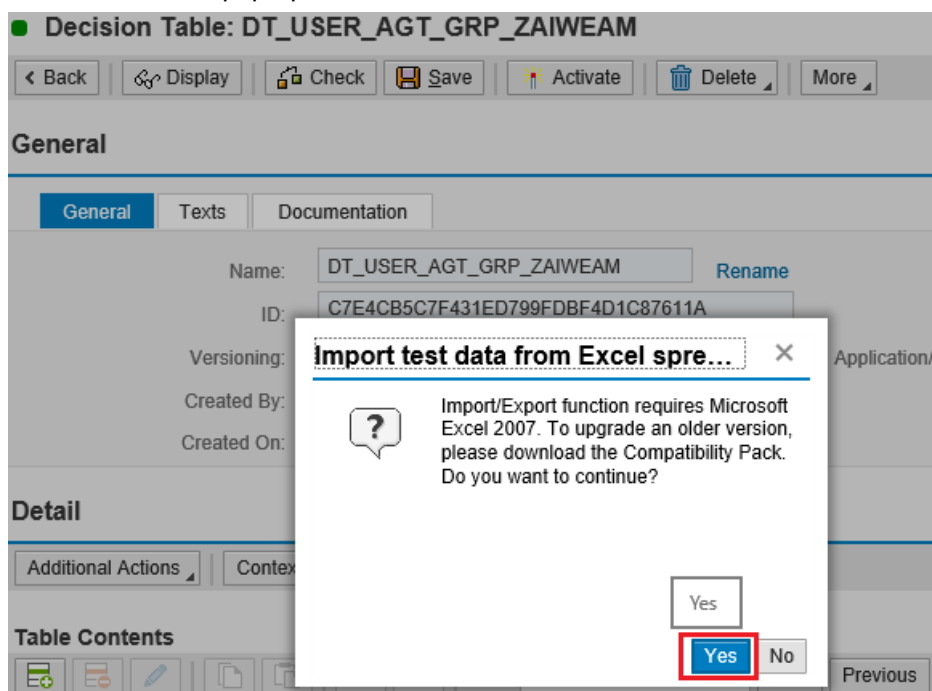 Decision Table: DT_USER_AGT_GRP_ZAIWEAM
Back Display Check Save Activate Delete More
General
General Texts Documentation
Name: DT_USER_AGT_GRP_ZAIWEAM Rename
ID: C7E4CB5C7F431ED799FDBF4D1C87611A
Versioning: Application/
Created By:
Created On:
Import test data from Excel spre... ×
Import/Export function requires Microsoft
Excel 2007. To upgrade an older version,
please download the Compatibility Pack.
Do you want to continue?
Yes
Yes No
Detail
Additional Actions Contex
Table Contents
Previous